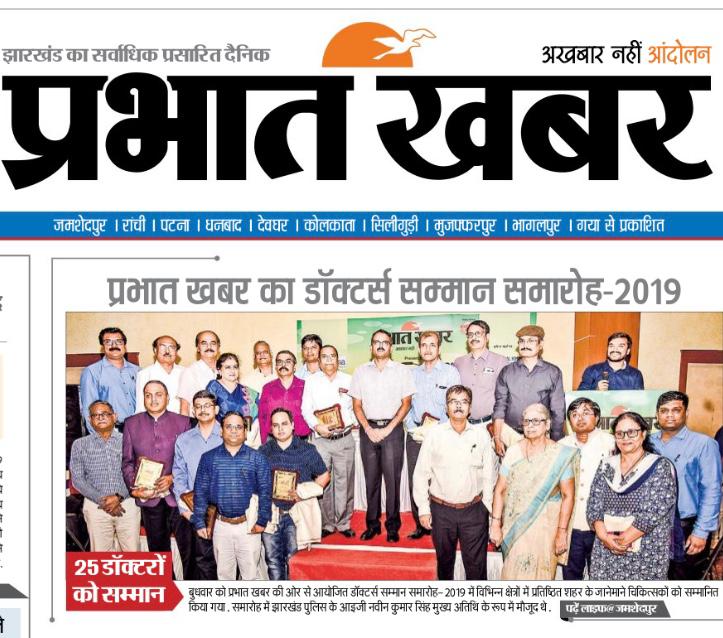 झारखंड का सर्वाधिक प्रसारित दैनिक
अखबार नहीं आंदोलन
प्रभात खबर
जमशेदपुर । रांची । पटना । धनबाद । देवघर । कोलकाता । सिलीगुड़ी । मुजफ्फरपुर । भागलपुर । गया से प्रकाशित
प्रभात खबर का डॉक्टर्स सम्मान समारोह-2019
25 डॉक्टरों
को सम्मान
बुधवार को प्रभात खबर की ओर से आयोजित डॉक्टर्स सम्मान समारोह- 2019 में विभिन्न क्षेत्रों में प्रतिष्ठित शहर के जानेमाने चिकित्सकों को सम्मानित
किया गया . समारोह में झारखंड पुलिस के आइजी नवीन कुमार सिंह मुख्य अतिथि के रूप में मौजूद थे . पढ़ें लाइफ@ जमशेदपुर